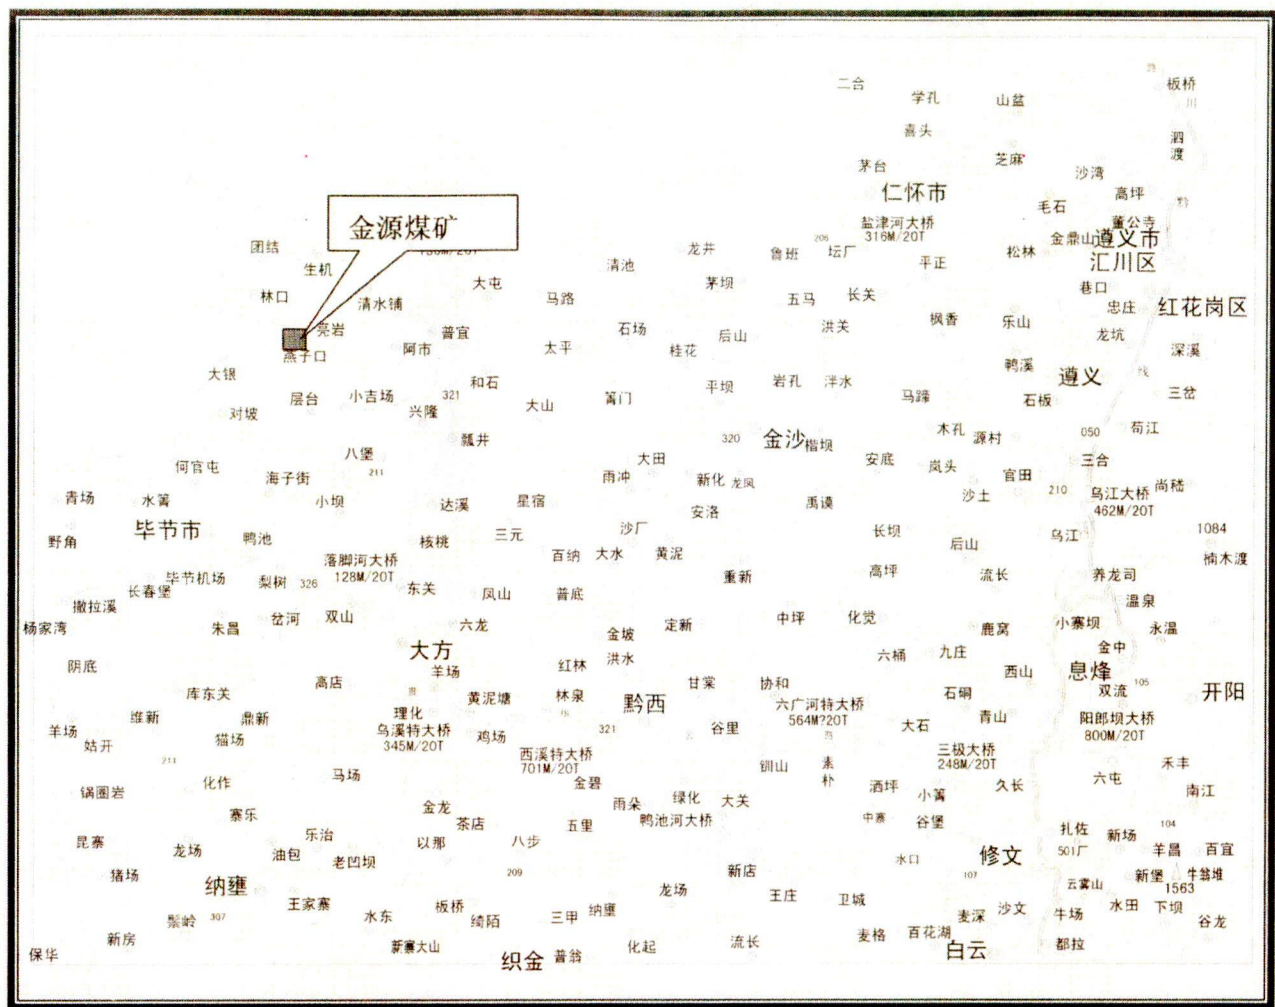 二合
学孔
山盆
板桥
喜头
泗渡
茅台
芝麻
沙湾
仁怀市
高坪
毛石
金源煤矿
盐津河大桥
316M/20T
董公寺
金鼎山
遵义市
汇川区
团结
龙井
鲁班
206
坛厂
松林
生机
清池
平正
大屯
茅坝
林口
清水铺
马路
五马
长关
巷口
忠庄
红花岗区
亮岩
普宜
石场
后山
洪关
枫香
乐山
龙坑
燕子口
阿市
太平
桂花
深溪
大银
和石
平坝
岩孔
泮水
鸭溪
遵义
线
层台
小吉场
321
大山
箐门
马蹄
石板
三岔
对坡
兴隆
瓢井
320
金沙
楷坝
木孔
源村
050
苟江
八堡
211
何官屯
海子街
大田
安底
岚头
三合
雨冲
新化
龙凤
官田
青场
水箐
小坝
达溪
星宿
安洛
禹谟
沙土
210
乌江大桥
462M/20T
尚嵇
毕节市
野角
鸭池
核桃
三元
沙厂
长坝
后山
乌江
1084
落脚河大桥
128M/20T
百纳
大水
黄泥
楠木渡
毕节机场
梨树
326
东关
重新
高坪
流长
养龙司
长春堡
凤山
普底
撒拉溪
温泉
杨家湾
朱昌
岔河
双山
六龙
金坡
定新
中坪
化觉
鹿窝
小寨坝
永温
大方
洪水
六桶
九庄
金中
阴底
羊场
红林
西山
息烽
高店
甘棠
协和
105
库东关
黄泥塘
林泉
黔西
石硐
双流
开阳
维新
鼎新
理化
六广河特大桥
564M?20T
青山
阳郎坝大桥
800M/20T
羊场
姑开
猫场
乌溪特大桥
345M/20T
鸡场
321
谷里
大石
211
西溪特大桥
701M/20T
三极大桥
248M/20T
马场
钏山
素朴
禾丰
化作
金碧
洒坪
久长
六屯
锅圈岩
小箐
南江
寨乐
金龙
雨朵
绿化
大关
中寨
谷堡
茶店
五里
鸭池河大桥
扎佐
104
昆寨
乐治
以那
八步
新场
龙场
油包
老凹坝
水口
修文
501厂
羊昌
百宜
猪场
纳雍
209
新店
107
云雾山
新堡
牛翁堆
1563
龙场
王庄
卫城
王家寨
板桥
纳雍
沙文
水田
下坝
鬃岭
307
水东
绮陌
三甲
麦深
牛场
谷龙
新房
麦格
百花湖
保华
新寨大山
织金
普翁
化起
流长
白云
都拉